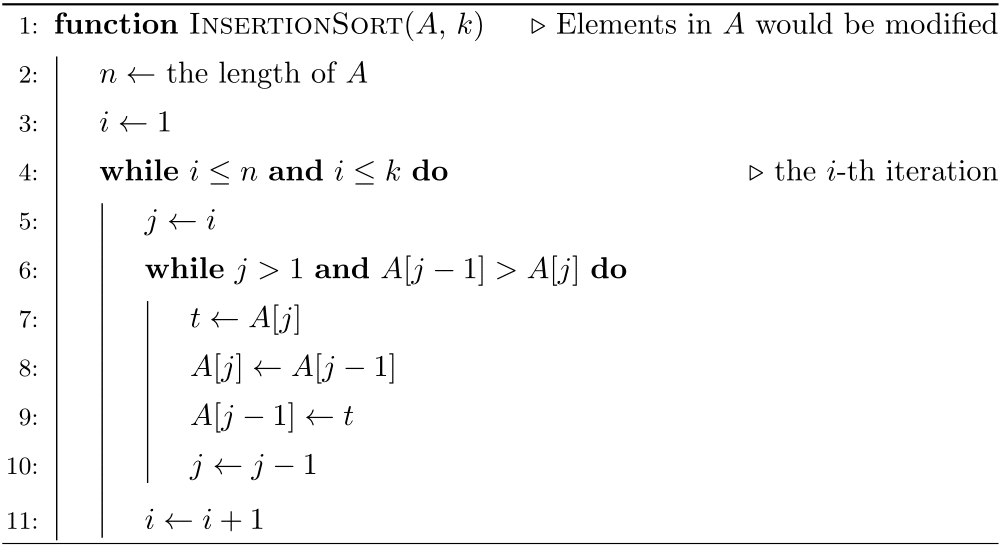 1: function INSERTIONSORT(A, k) ▷ Elements in A would be modified
2: n ← the length of A
3: i ← 1
4: while i ≤ n and i ≤ k do ▷ the i-th iteration
5: j ← i
6: while j > 1 and A[j − 1] > A[j] do
7: t ← A[j]
8: A[j] ← A[j − 1]
9: A[j − 1] ← t
10: j ← j − 1
11: i ← i + 1